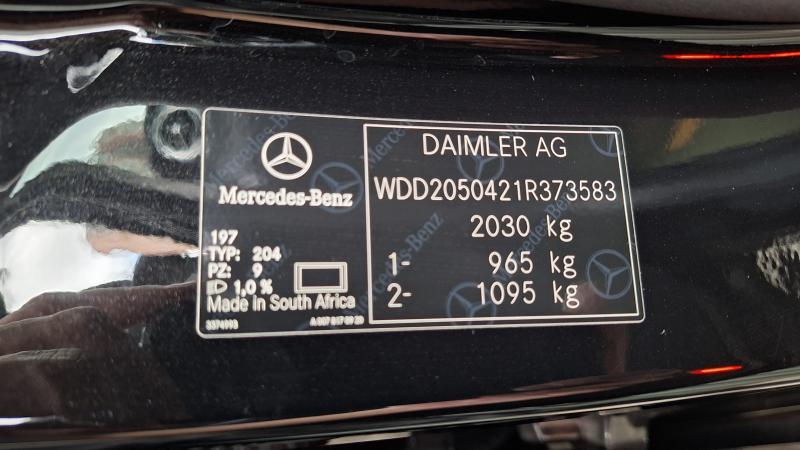 Mercedes-Benz
197
TYP: 204
PZ: 9
1,0 %
Made in South Africa
3374993
DAIMLER AG
WDD2050421R373583
2030 kg
1- 965 kg
2- 1095 kg